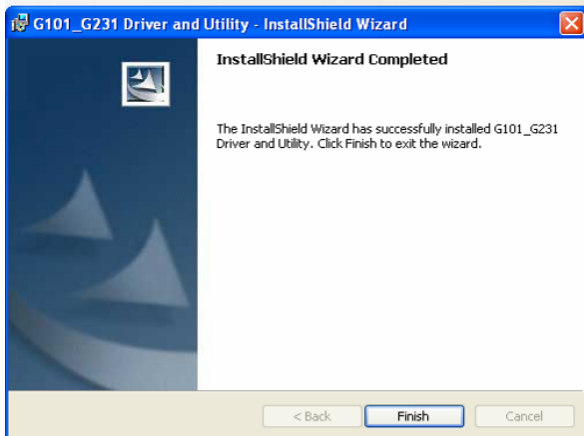 G101_G231 Driver and Utility - InstallShield Wizard
InstallShield Wizard Completed
The InstallShield Wizard has successfully installed G101_G231
Driver and Utility. Click Finish to exit the wizard.
< Back Finish Cancel